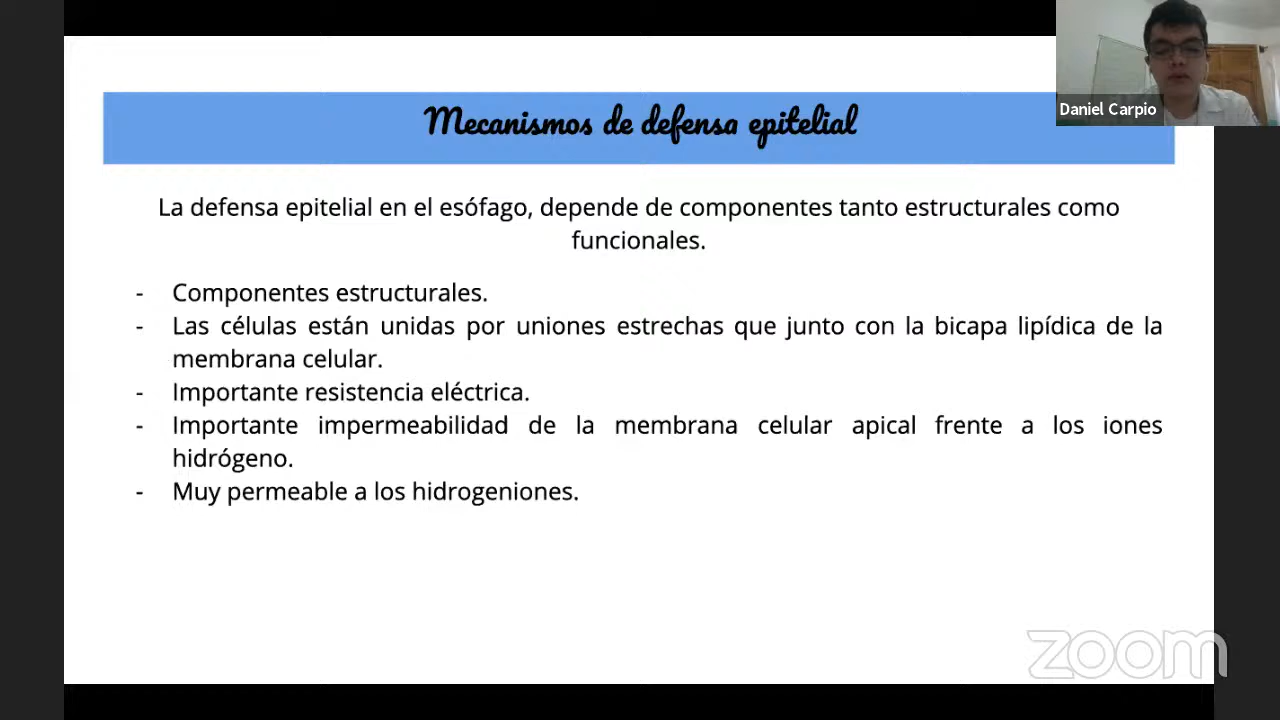 Daniel Carpio
Mecanismos de defensa epitelial
La defensa epitelial en el esófago, depende de componentes tanto estructurales como
funcionales.
- Componentes estructurales.
- Las células están unidas por uniones estrechas que junto con la bicapa lipídica de la
membrana celular.
- Importante resistencia eléctrica.
- Importante impermeabilidad de la membrana celular apical frente a los iones
hidrógeno.
- Muy permeable a los hidrogeniones.
zoom